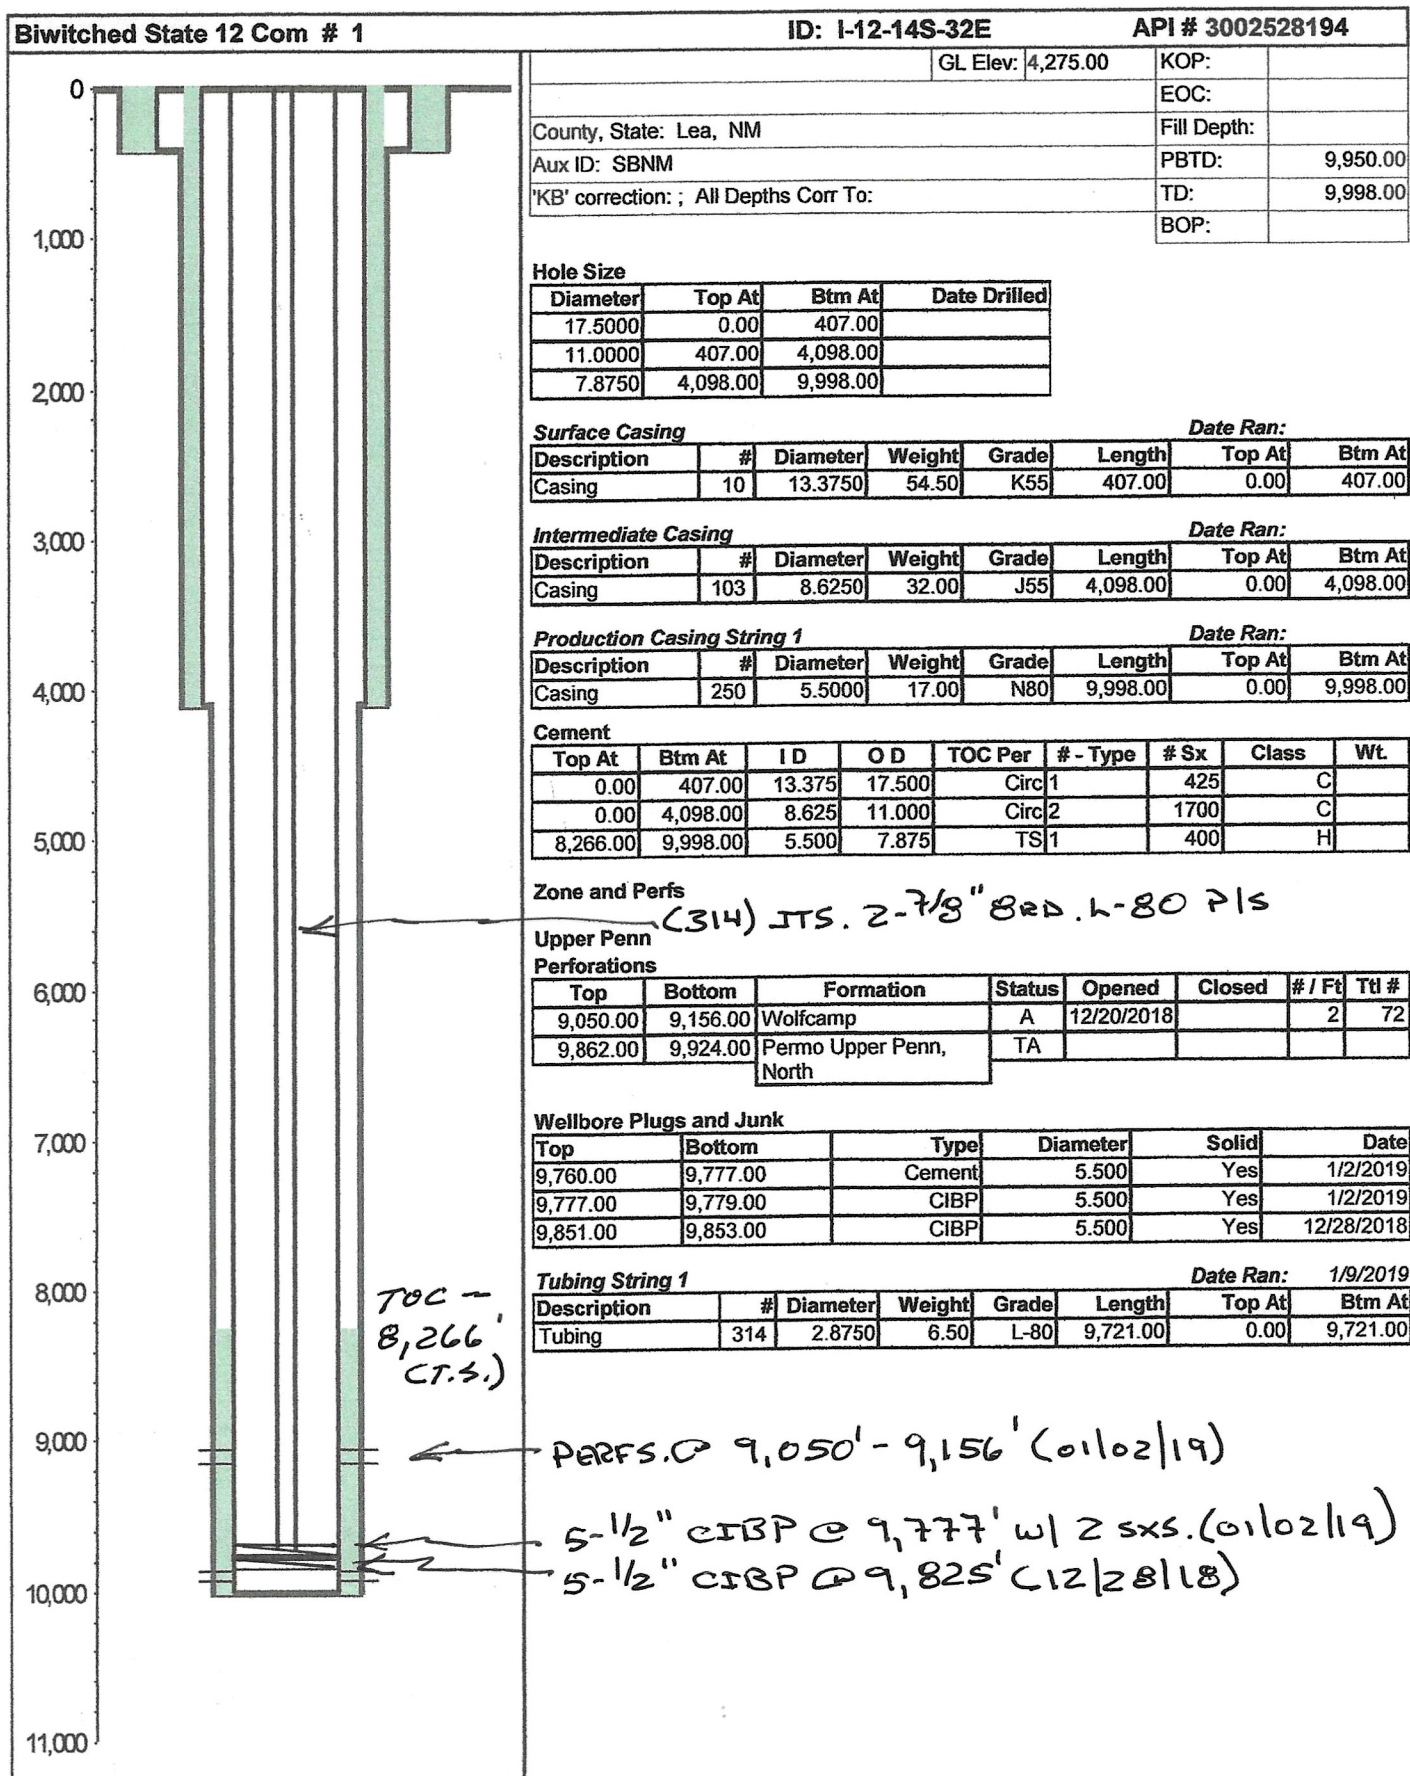 Biwitched State 12 Com # 1 ID: I-12-14S-32E API # 3002528194
GL Elev: 4,275.00 KOP:
EOC:
County, State: Lea, NM Fill Depth:
Aux ID: SBNM PBTD: 9,950.00
'KB' correction: ; All Depths Corr To: TD: 9,998.00
BOP:
0
1,000
2,000
3,000
4,000
5,000
6,000
7,000
8,000
9,000
10,000
11,000
Hole Size
Diameter Top At Btm At Date Drilled
17.5000 0.00 407.00
11.0000 407.00 4,098.00
7.8750 4,098.00 9,998.00
Surface Casing Date Ran:
Description # Diameter Weight Grade Length Top At Btm At
Casing 10 13.3750 54.50 K55 407.00 0.00 407.00
Intermediate Casing Date Ran:
Description # Diameter Weight Grade Length Top At Btm At
Casing 103 8.6250 32.00 J55 4,098.00 0.00 4,098.00
Production Casing String 1 Date Ran:
Description # Diameter Weight Grade Length Top At Btm At
Casing 250 5.5000 17.00 N80 9,998.00 0.00 9,998.00
Cement
Top At Btm At I D O D TOC Per # - Type # Sx Class Wt.
0.00 407.00 13.375 17.500 Circ 1 425 C
0.00 4,098.00 8.625 11.000 Circ 2 1700 C
8,266.00 9,998.00 5.500 7.875 TS 1 400 H
Zone and Perfs
(314) JTS. 2-7/8" 8RD. L-80 P/S
Upper Penn
Perforations
Top Bottom Formation Status Opened Closed # / Ft Ttl #
9,050.00 9,156.00 Wolfcamp A 12/20/2018 2 72
9,862.00 9,924.00 Permo Upper Penn, TA
North
Wellbore Plugs and Junk
Top Bottom Type Diameter Solid Date
9,760.00 9,777.00 Cement 5.500 Yes 1/2/2019
9,777.00 9,779.00 CIBP 5.500 Yes 1/2/2019
9,851.00 9,853.00 CIBP 5.500 Yes 12/28/2018
Tubing String 1 Date Ran: 1/9/2019
Description # Diameter Weight Grade Length Top At Btm At
Tubing 314 2.8750 6.50 L-80 9,721.00 0.00 9,721.00
TOC –
8,266'
(T.S.)
PERFS. @ 9,050' - 9,156' (01/02/19)
5-1/2" CIBP @ 9,777' w/ 2 SXS. (01/02/19)
5-1/2" CIBP @ 9,825' (12/28/18)